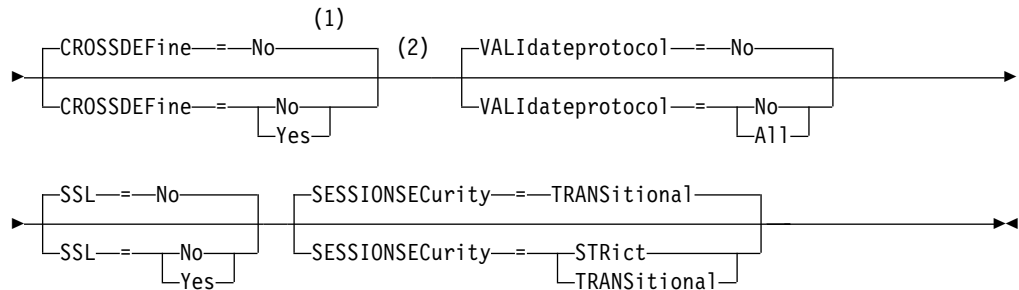 (1)
CROSSDEFine = No (2) VALIdateprotocol = No
CROSSDEFine = No VALIdateprotocol = No
Yes All
SSL = No SESSIONSECurity = TRANSitional
SSL = No SESSIONSECurity = STRict
Yes TRANSitional